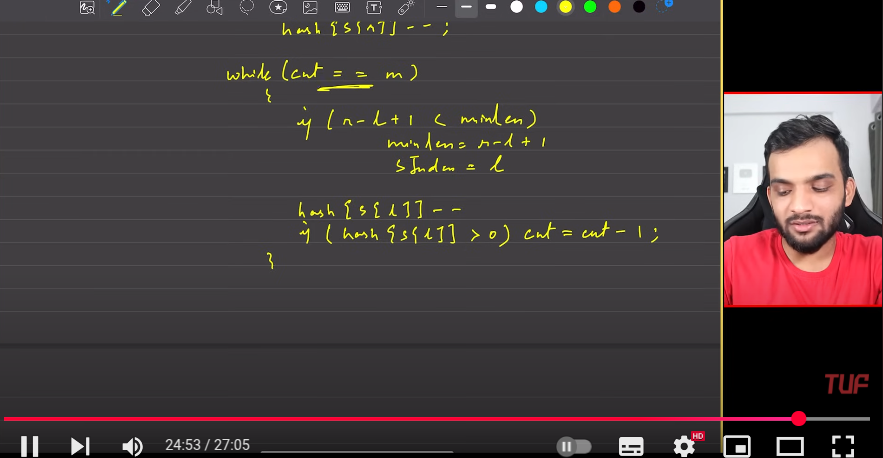 hash[s[r]]--;
while (cnt == m)
{
if (r-l+1 < minlen)
minlen = r-l+1
sIndex = l
hash[s[l]]--
if (hash[s[l]] > 0) cnt = cnt - 1;
}
TUF
24:53 / 27:05
HD